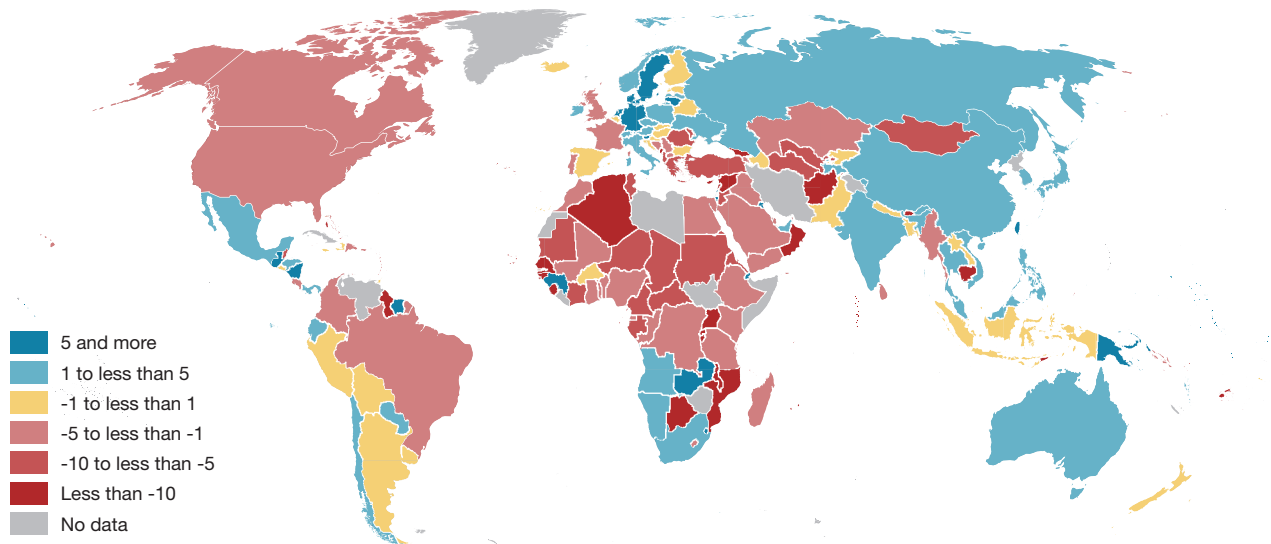 5 and more
1 to less than 5
-1 to less than 1
-5 to less than -1
-10 to less than -5
Less than -10
No data